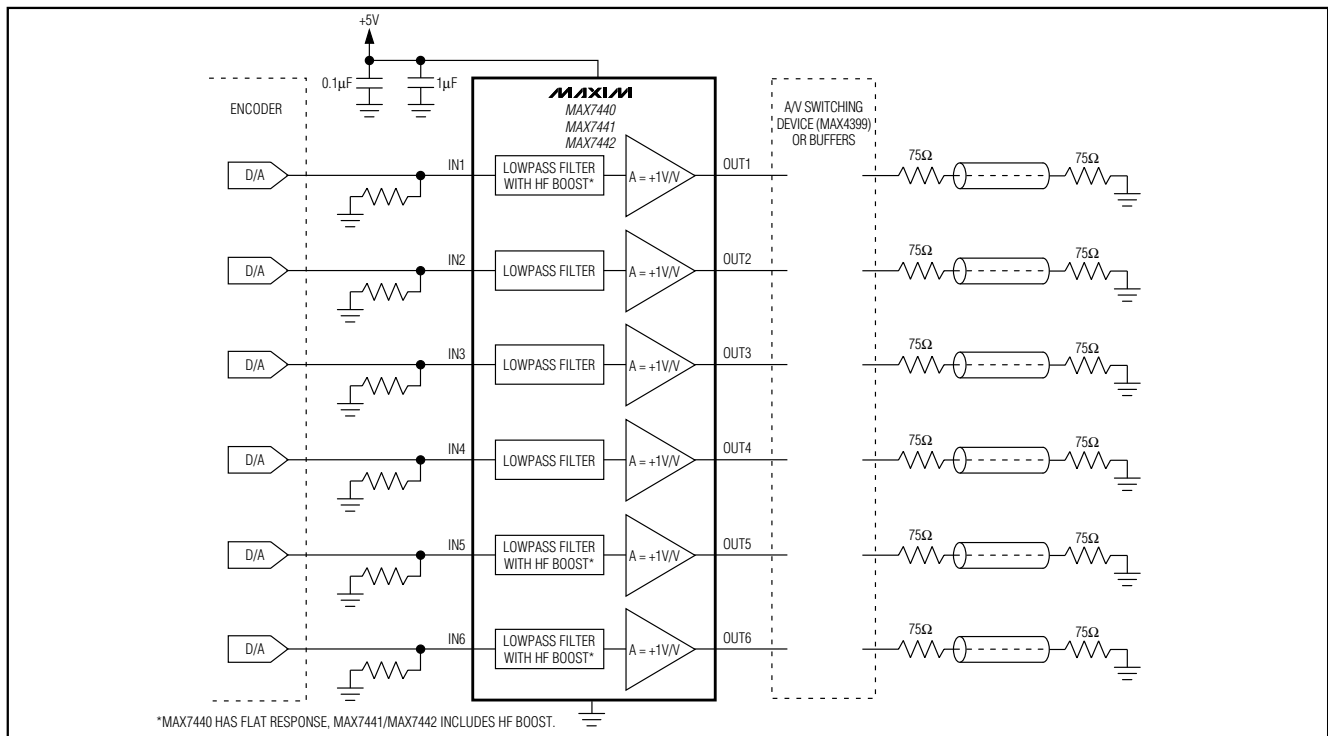 +5V
0.1µF
1µF
ENCODER
MAXIM
MAX7440
MAX7441
MAX7442
A/V SWITCHING
DEVICE (MAX4399)
OR BUFFERS
D/A
IN1
LOWPASS FILTER
WITH HF BOOST*
A = +1V/V
OUT1
75Ω
75Ω
D/A
IN2
LOWPASS FILTER
A = +1V/V
OUT2
75Ω
75Ω
D/A
IN3
LOWPASS FILTER
A = +1V/V
OUT3
75Ω
75Ω
D/A
IN4
LOWPASS FILTER
A = +1V/V
OUT4
75Ω
75Ω
D/A
IN5
LOWPASS FILTER
WITH HF BOOST*
A = +1V/V
OUT5
75Ω
75Ω
D/A
IN6
LOWPASS FILTER
WITH HF BOOST*
A = +1V/V
OUT6
75Ω
75Ω
*MAX7440 HAS FLAT RESPONSE, MAX7441/MAX7442 INCLUDES HF BOOST.